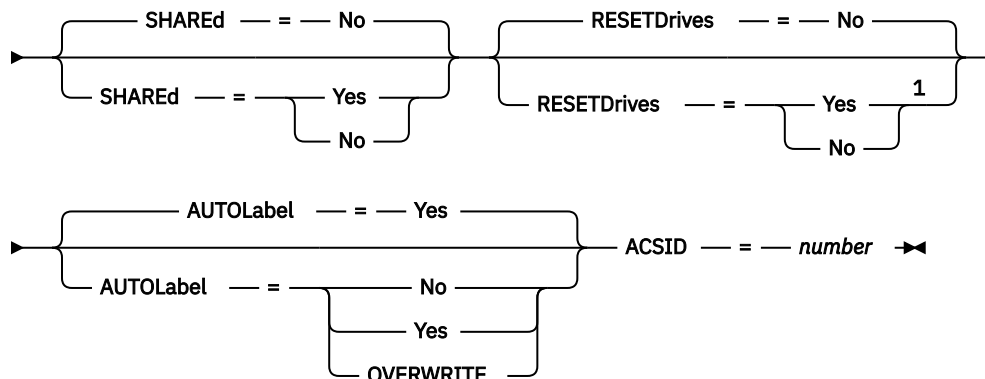 SHAREd = No RESETDrives = No
SHAREd = Yes RESETDrives = Yes 1
No No
AUTOLabel = Yes
ACSID = number
AUTOLabel = No
Yes
OVERWRITE